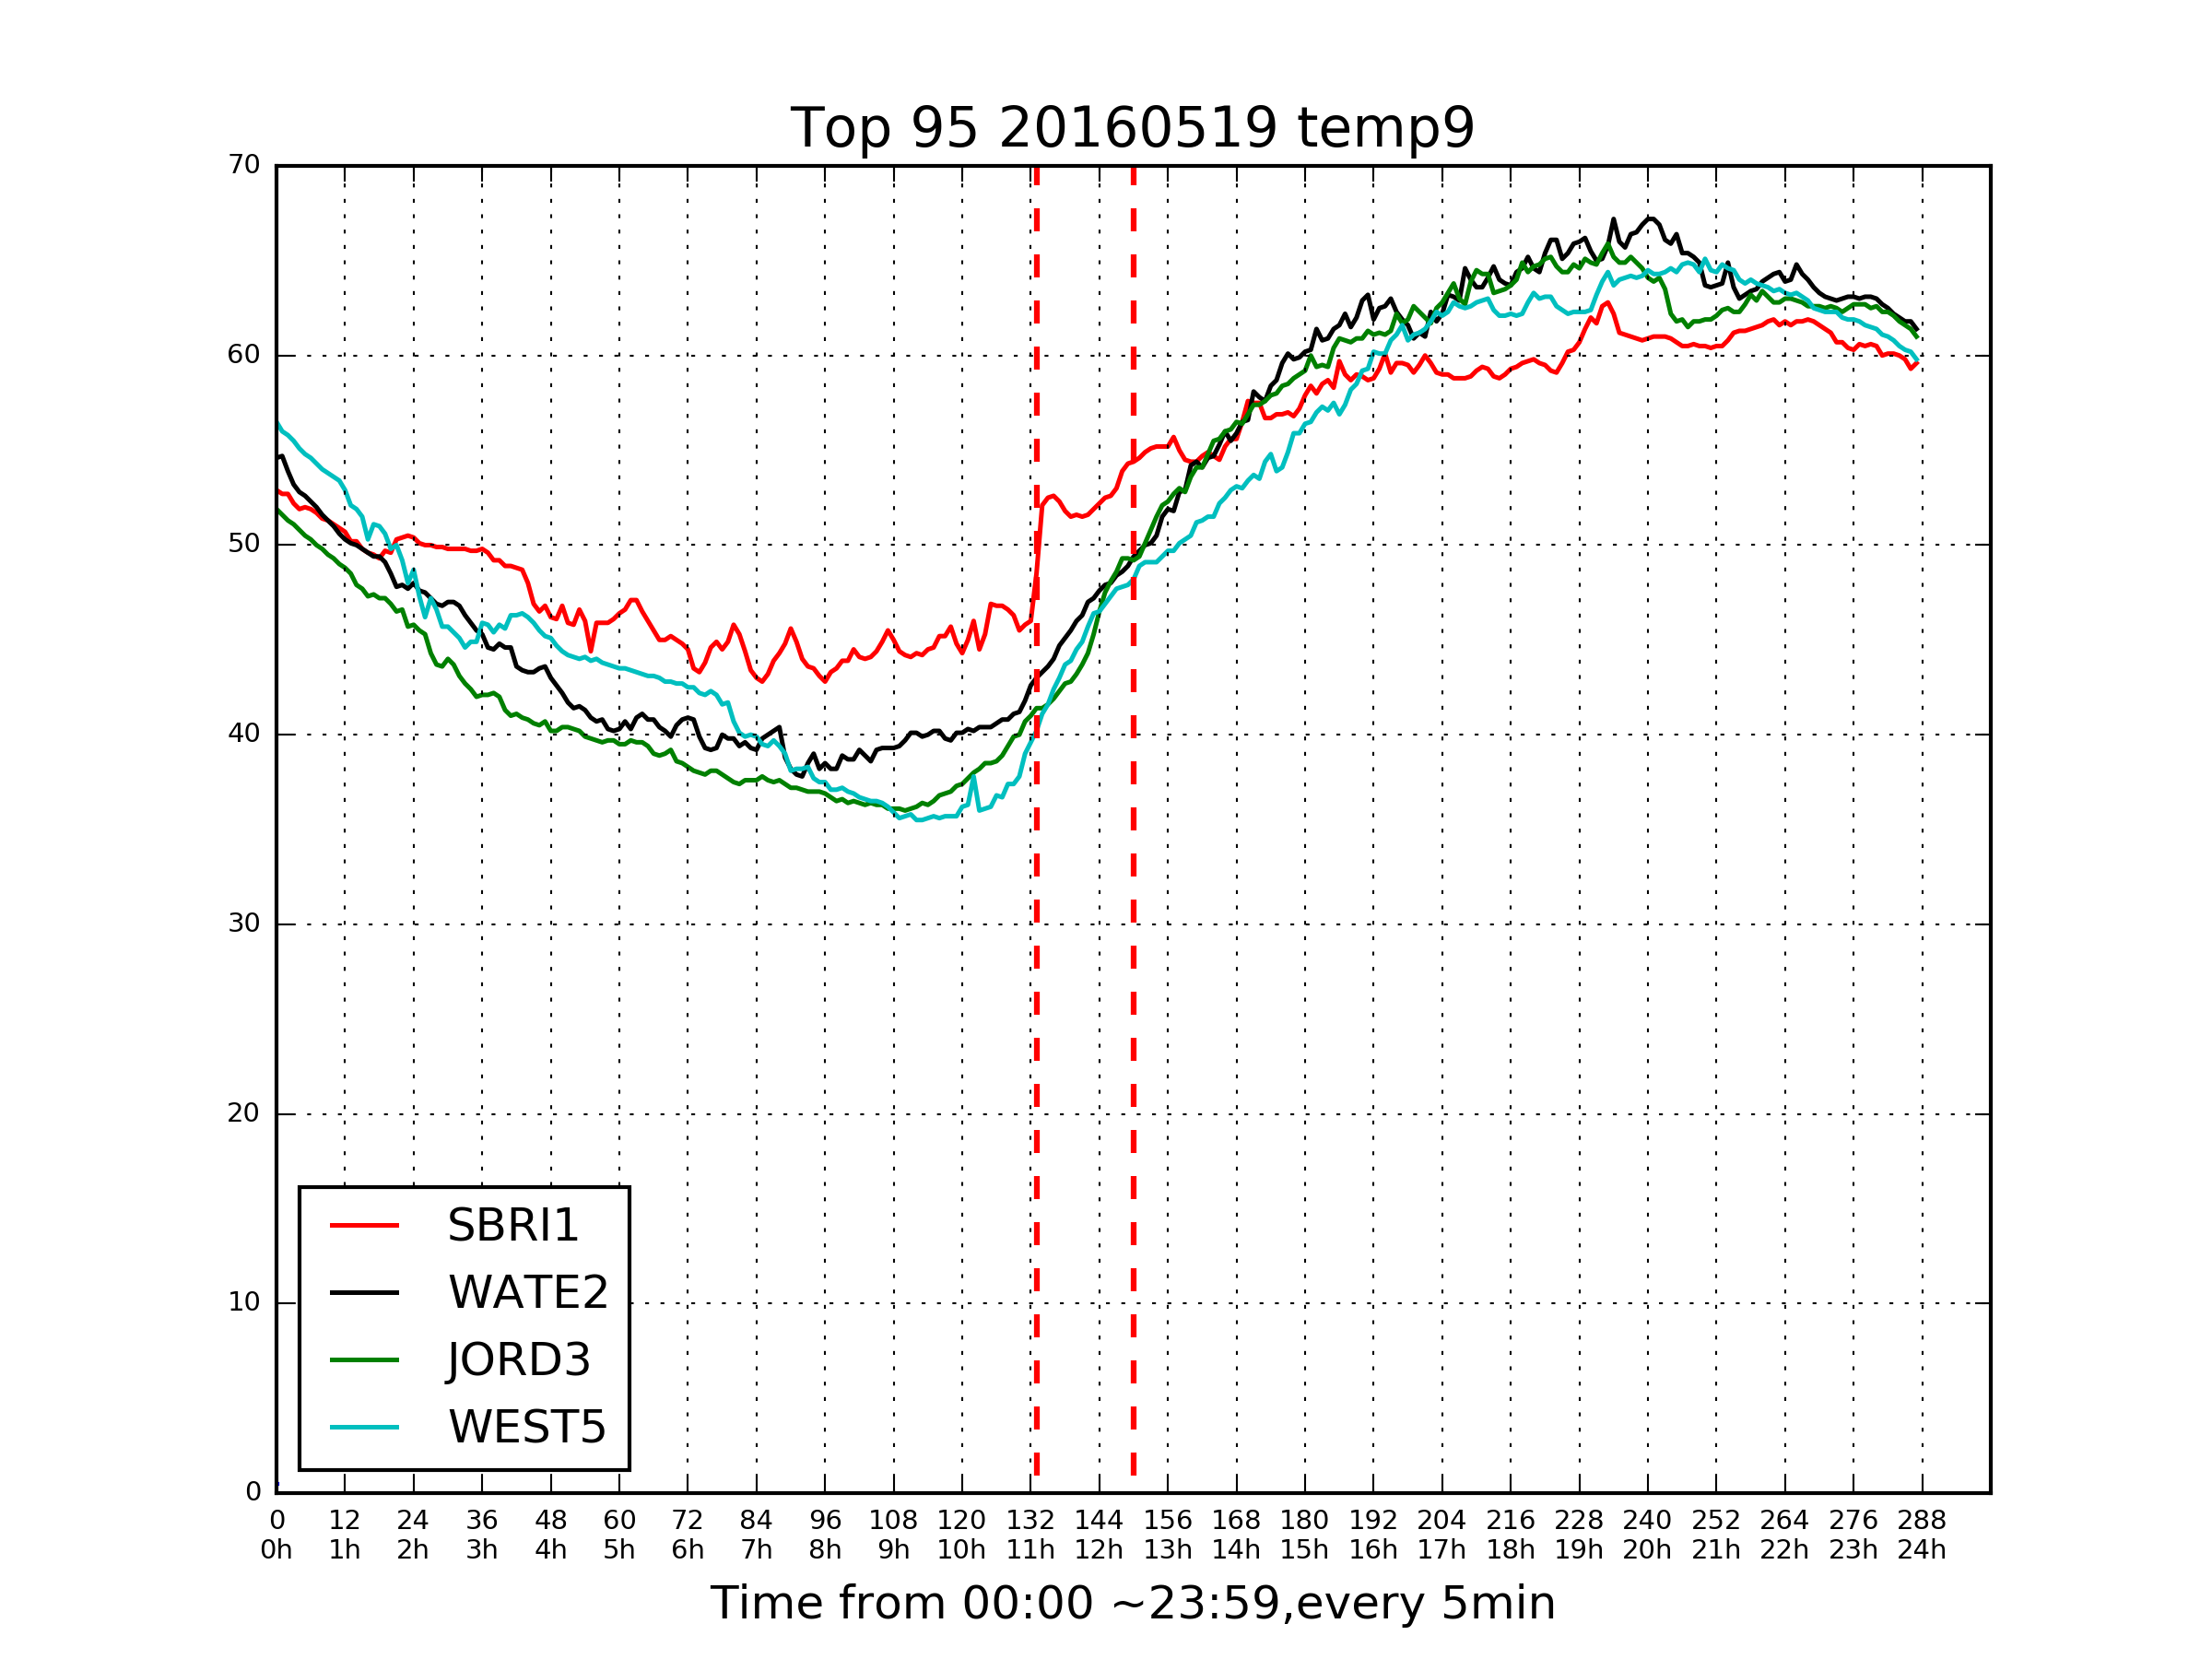 Top 95 20160519 temp9
70
60
50
40
30
20
10
0
SBRI1
WATE2
JORD3
WEST5
0 12 24 36 48 60 72 84 96 108 120 132 144 156 168 180 192 204 216 228 240 252 264 276 288
0h 1h 2h 3h 4h 5h 6h 7h 8h 9h 10h 11h 12h 13h 14h 15h 16h 17h 18h 19h 20h 21h 22h 23h 24h
Time from 00:00 ~23:59,every 5min